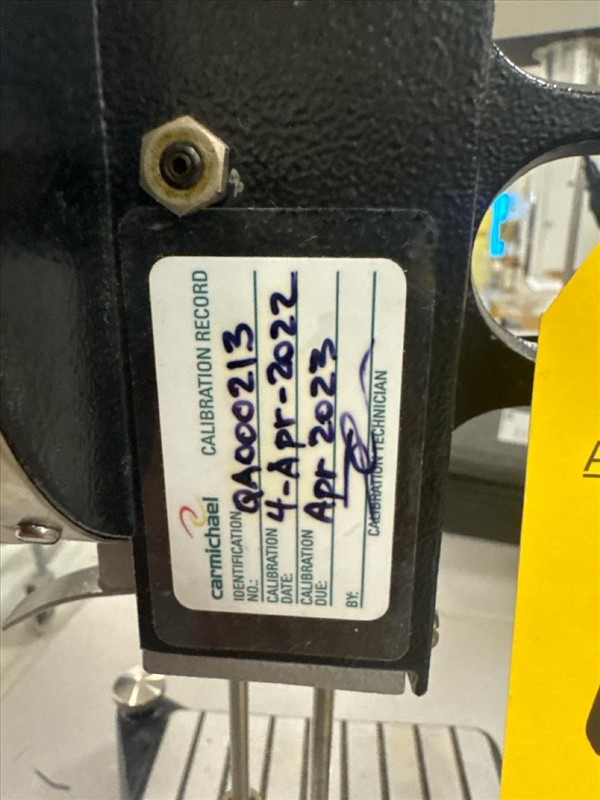 carmichael CALIBRATION RECORD
IDENTIFICATION
NO.: QA000213
CALIBRATION
DATE: 4-Apr-2022
CALIBRATION
DUE: Apr 2023
BY:
CALIBRATION TECHNICIAN